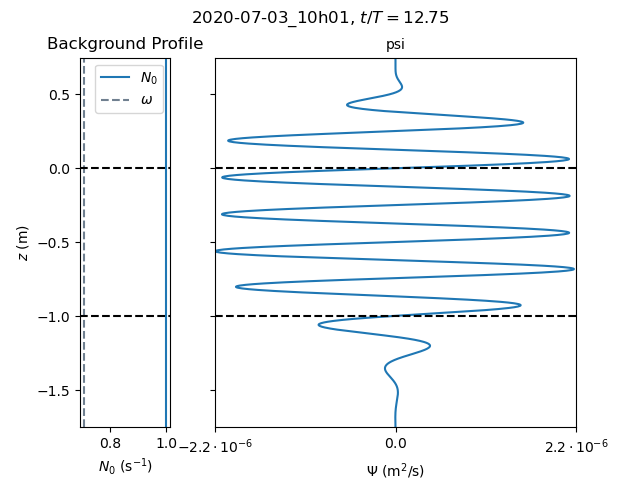 2020-07-03_10h01, t/T = 12.75
Background Profile
psi
N₀
ω
0.5
0.0
−0.5
−1.0
−1.5
z (m)
0.8
1.0
−2.2 · 10⁻⁶
0.0
2.2 · 10⁻⁶
N₀ (s⁻¹)
Ψ (m²/s)